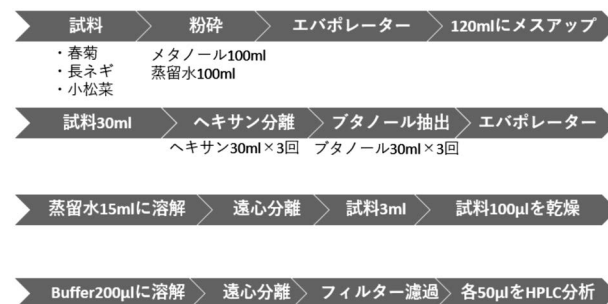 試料 粉砕 エバポレーター 120mlにメスアップ
・春菊
・長ネギ
・小松菜
メタノール100ml
蒸留水100ml
試料30ml ヘキサン分離 ブタノール抽出 エバポレーター
ヘキサン30ml×3回 ブタノール30ml×3回
蒸留水15mlに溶解 遠心分離 試料3ml 試料100μlを乾燥
Buffer200μlに溶解 遠心分離 フィルター濾過 各50μlをHPLC分析